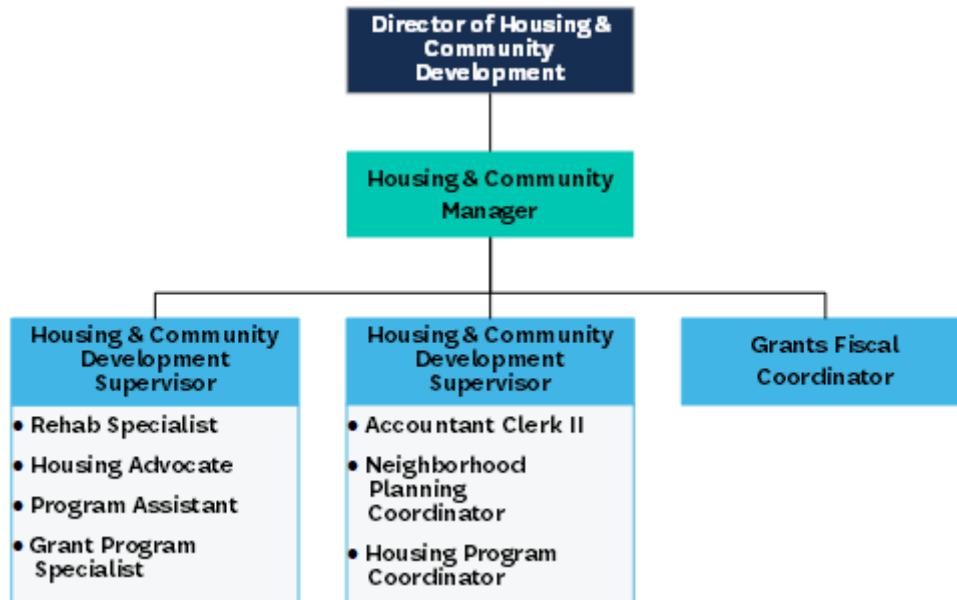 Director of Housing &
Community
Development
Housing & Community
Manager
Housing & Community
Development
Supervisor
• Rehab Specialist
• Housing Advocate
• Program Assistant
• Grant Program
Specialist
Housing & Community
Development
Supervisor
• Accountant Clerk II
• Neighborhood
Planning
Coordinator
• Housing Program
Coordinator
Grants Fiscal
Coordinator